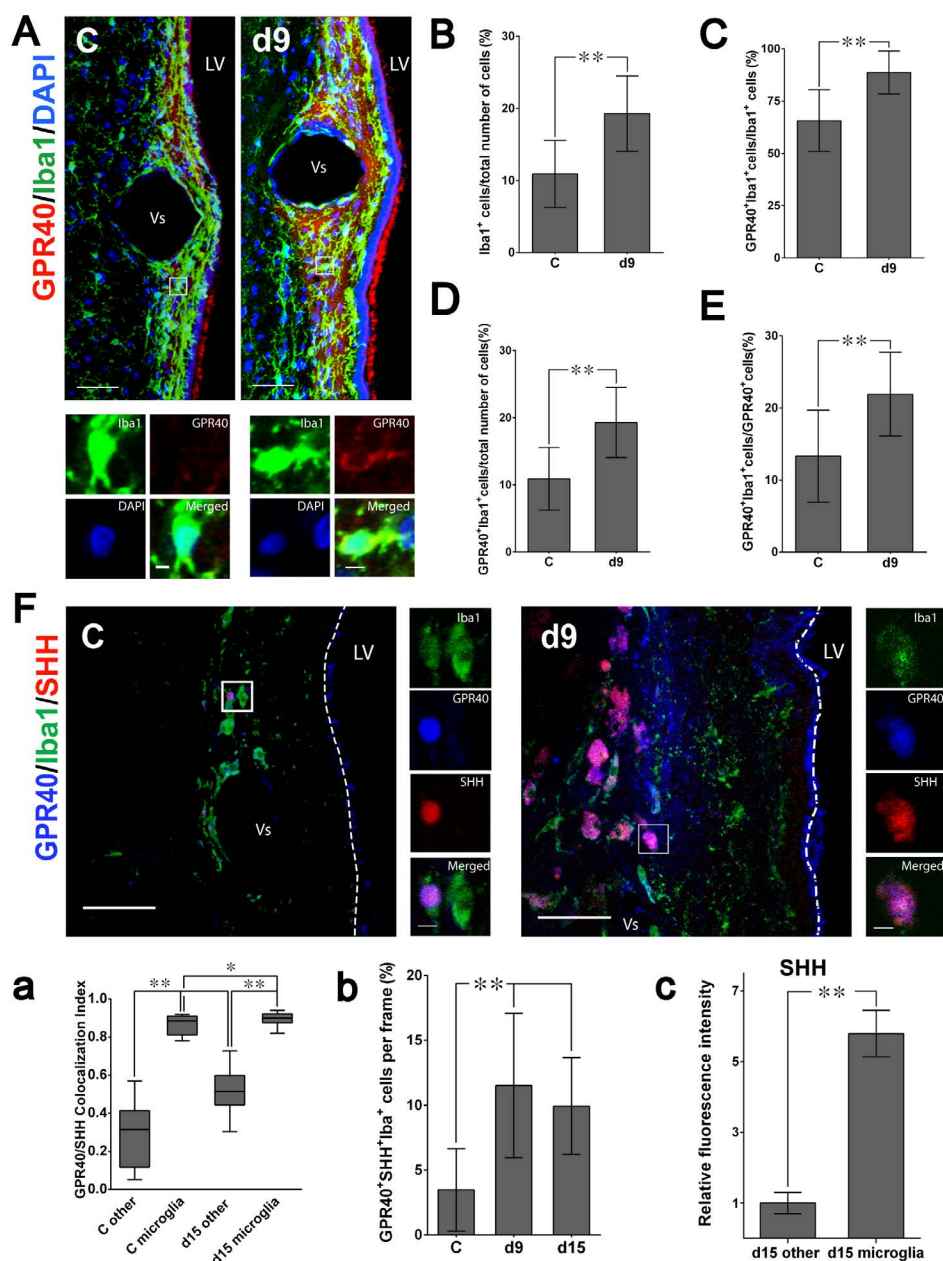 A
GPR40/Iba1/DAPI
C
LV
Vs
d9
LV
Vs
Iba1
GPR40
DAPI
Merged
Iba1
GPR40
DAPI
Merged
B
Iba1⁺ cells/total number of cells (%)
30
20
10
0
**
C
d9
C
GPR40⁺Iba1⁺cells/Iba1⁺ cells (%)
100
75
50
25
0
**
C
d9
D
GPR40⁺Iba1⁺cells/total number of cells(%)
30
20
10
0
**
C
d9
E
GPR40⁺Iba1⁺cells/GPR40⁺cells(%)
30
20
10
0
**
C
d9
F
GPR40/Iba1/SHH
C
LV
Vs
Iba1
GPR40
SHH
Merged
d9
LV
Vs
Iba1
GPR40
SHH
Merged
a
GPR40/SHH Colocalization Index
1.0
0.8
0.6
0.4
0.2
0.0
**
*
**
C other
C microglia
d15 other
d15 microglia
b
GPR40⁺SHH⁺Iba⁺ cells per frame (%)
20
15
10
5
0
**
C
d9
d15
c
SHH
Relative fluorescence intensity
7
5
3
1
**
d15 other
d15 microglia